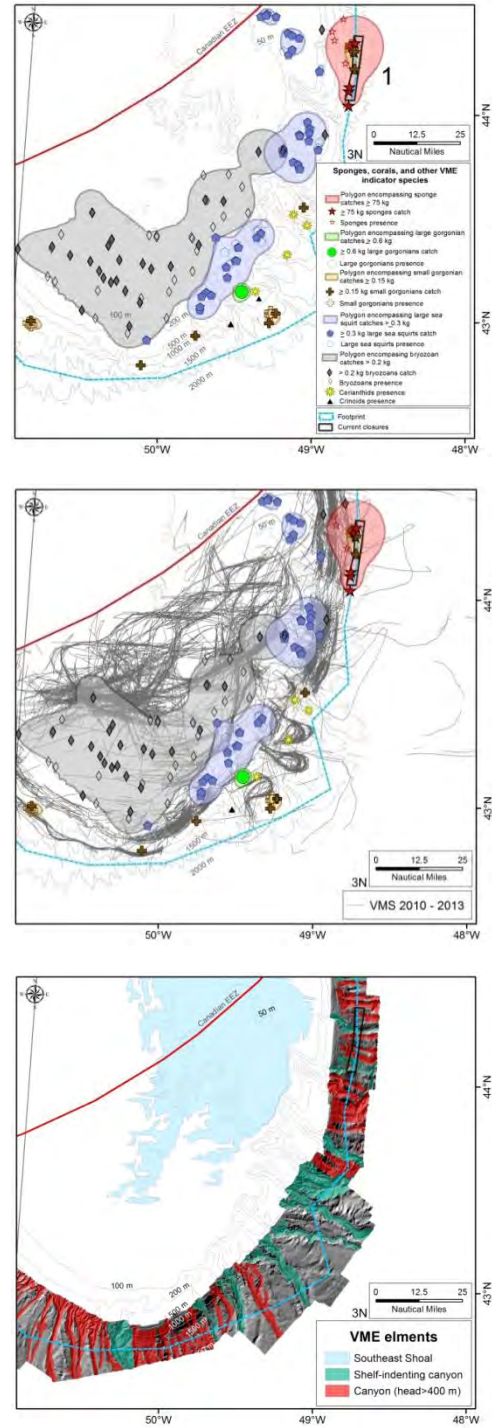 Canadian EEZ
50 m
1
44°N
0 12.5 25
Nautical Miles
3N
Sponges, corals, and other VME
indicator species
Polygon encompassing sponge
catches ≥ 75 kg
≥ 75 kg sponges catch
Sponges presence
Polygon encompassing large gorgonian
catches ≥ 0.6 kg
≥ 0.6 kg large gorgonians catch
Large gorgonians presence
Polygon encompassing small gorgonian
catches ≥ 0.15 kg
≥ 0.15 kg small gorgonians catch
Small gorgonians presence
Polygon encompassing large sea
squirt catches > 0.3 kg
≥ 0.3 kg large sea squirts catch
Large sea squirts presence
Polygon encompassing bryozoan
catches > 0.2 kg
> 0.2 kg bryozoans catch
Bryozoans presence
Cerianthids presence
Crinoids presence
Footprint
Current closures
100 m
200 m
500 m
1000 m
1500 m
2000 m
43°N
50°W 49°W 48°W
Canadian EEZ
50 m
44°N
43°N
1500 m
2000 m
0 12.5 25
Nautical Miles
3N
VMS 2010 - 2013
50°W 49°W 48°W
Canadian EEZ
50 m
44°N
43°N
100 m
200 m
500 m
1000 m
0 12.5 25
Nautical Miles
3N
VME elments
Southeast Shoal
Shelf-indenting canyon
Canyon (head>400 m)
50°W 49°W 48°W